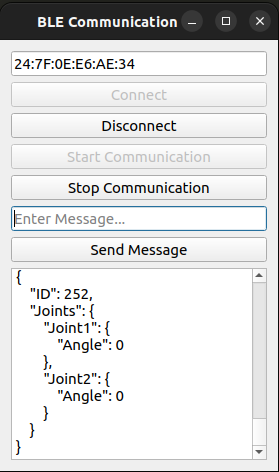 BLE Communication
24:7F:0E:E6:AE:34
Connect
Disconnect
Start Communication
Stop Communication
Enter Message...
Send Message
{
    "ID": 252,
    "Joints": {
        "Joint1": {
            "Angle": 0
        },
        "Joint2": {
            "Angle": 0
        }
    }
}